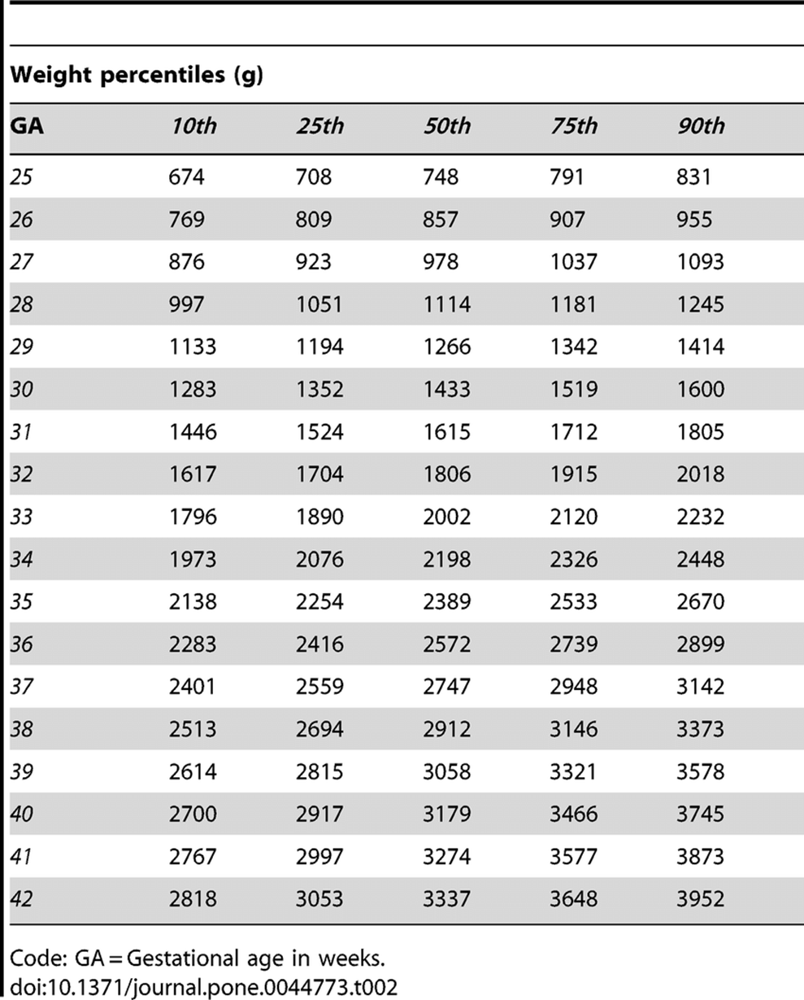 Weight percentiles (g)
GA 10th 25th 50th 75th 90th
25 674 708 748 791 831
26 769 809 857 907 955
27 876 923 978 1037 1093
28 997 1051 1114 1181 1245
29 1133 1194 1266 1342 1414
30 1283 1352 1433 1519 1600
31 1446 1524 1615 1712 1805
32 1617 1704 1806 1915 2018
33 1796 1890 2002 2120 2232
34 1973 2076 2198 2326 2448
35 2138 2254 2389 2533 2670
36 2283 2416 2572 2739 2899
37 2401 2559 2747 2948 3142
38 2513 2694 2912 3146 3373
39 2614 2815 3058 3321 3578
40 2700 2917 3179 3466 3745
41 2767 2997 3274 3577 3873
42 2818 3053 3337 3648 3952
Code: GA = Gestational age in weeks.
doi:10.1371/journal.pone.0044773.t002